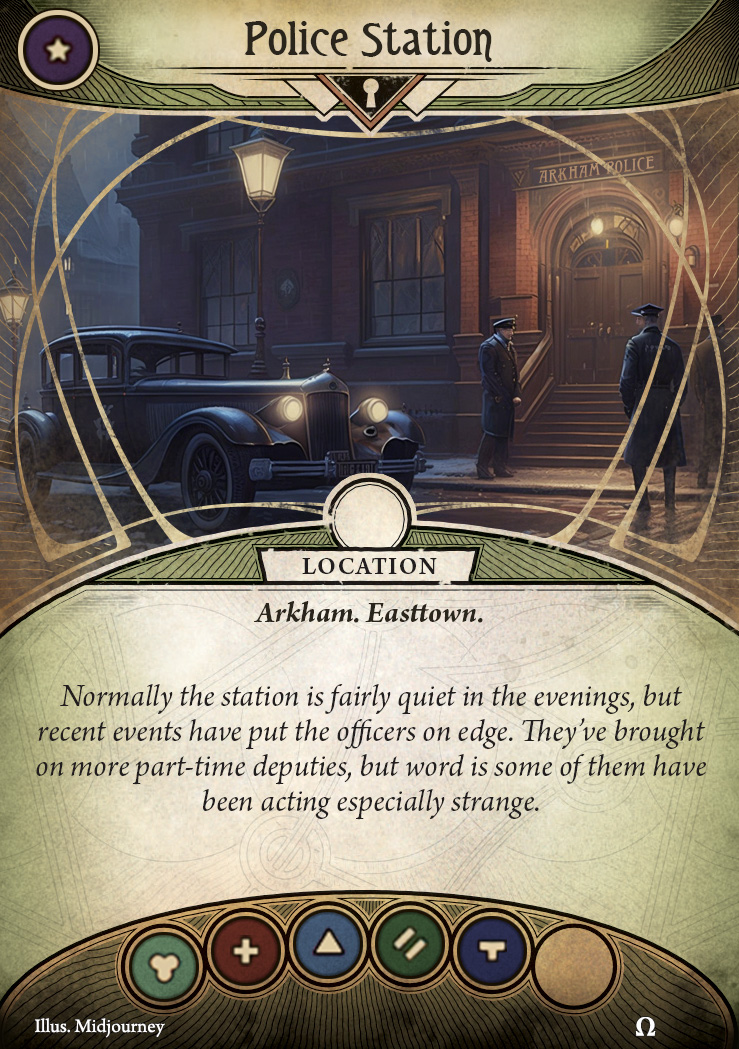 Police Station
ARKHAM POLICE
LOCATION
Arkham. Easttown.
Normally the station is fairly quiet in the evenings, but
recent events have put the officers on edge. They’ve brought
on more part-time deputies, but word is some of them have
been acting especially strange.
Illus. Midjourney
Ω